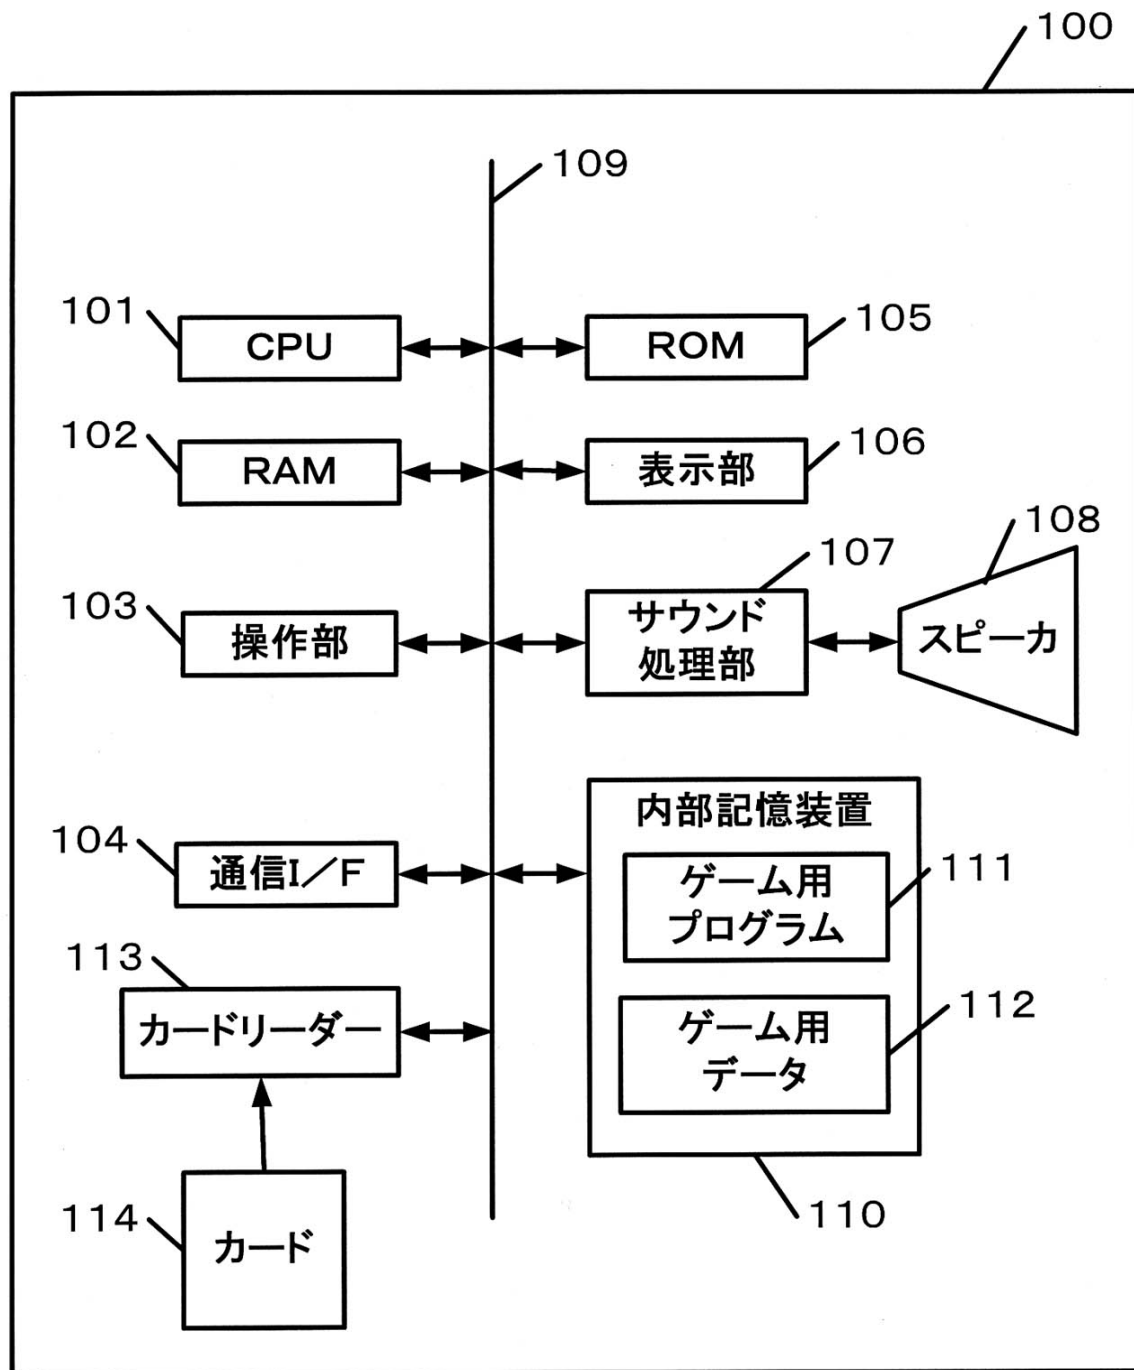 100
109
101
CPU
ROM
105
102
RAM
表示部
106
103
操作部
サウンド
処理部
107
スピーカ
108
104
通信I/F
内部記憶装置
ゲーム用
プログラム
111
113
カードリーダー
ゲーム用
データ
112
114
カード
110